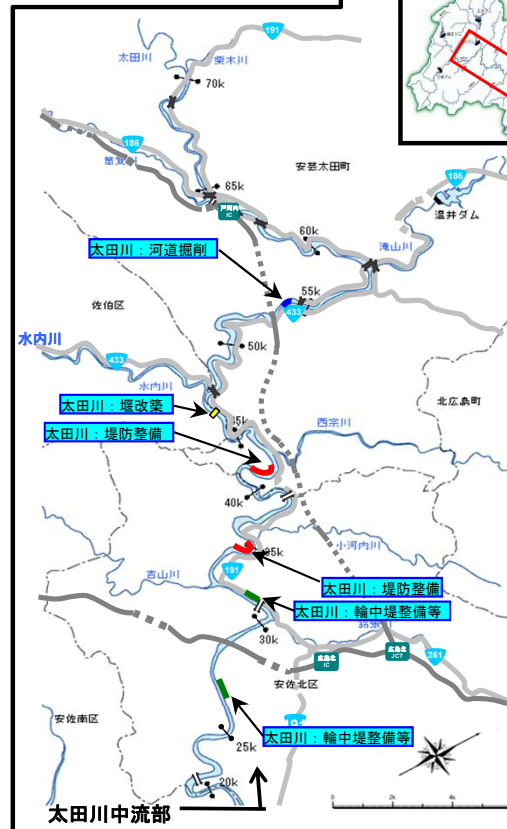 191
太田川
栗木川
70k
186
筒賀川
安芸太田町
65k
戸河内
IC
60k
186
温井ダム
滝山川
太田川：河道掘削
55k
433
佐伯区
水内川
433
50k
水内川
北広島町
太田川：堰改築
西宗川
45k
太田川：堤防整備
40k
小河内川
35k
吉山川
191
太田川：堤防整備
太田川：輪中堤整備等
30k
広島北
IC
広島北
JCT
261
安佐北区
安佐南区
太田川：輪中堤整備等
25k
20k
太田川中流部
0
2k
4k